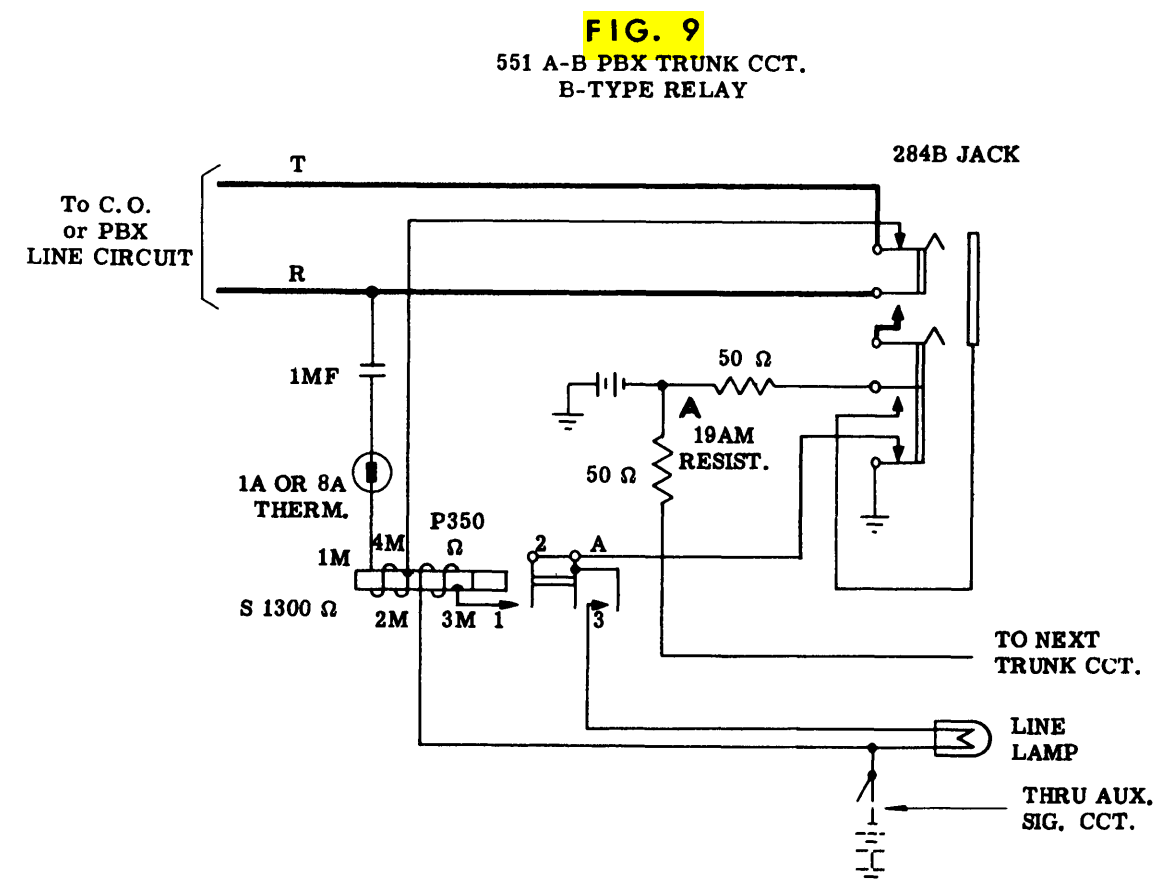 FIG. 9
551 A-B PBX TRUNK CCT.
B-TYPE RELAY
284B JACK
T
To C.O.
or PBX
LINE CIRCUIT
R
1MF
50 Ω
A
19AM
RESIST.
50 Ω
1A OR 8A
THERM.
P350
Ω
4M
1M
2
A
S 1300 Ω
2M
3M
1
3
TO NEXT
TRUNK CCT.
LINE
LAMP
THRU AUX.
SIG. CCT.